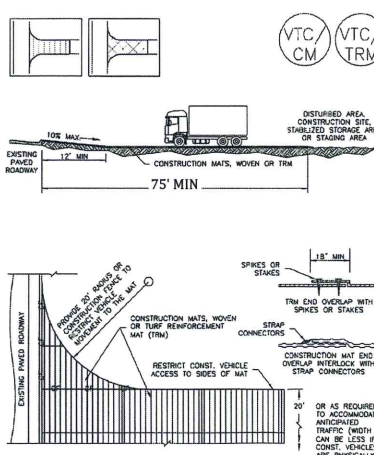 VTC/
CM
VTC/
TRM
DISTURBED AREA,
CONSTRUCTION SITE,
STABILIZED STORAGE ARE
OR STAGING AREA
10% MAX.
EXISTING
PAVED
ROADWAY
12" MIN
CONSTRUCTION MATS, WOVEN OR TRM
75' MIN
PROVIDE 20' RADIUS OR
CONSTRUCTION FENCE TO
RESTRICT VEHICLE
MOVEMENT TO THE MAT
EXISTING PAVED ROADWAY
CONSTRUCTION MATS, WOVEN
OR TURF REINFORCEMENT
MAT (TRM)
RESTRICT CONST. VEHICLE
ACCESS TO SIDES OF MAT
18" MIN
SPIKES OR
STAKES
TRM END OVERLAP WITH
SPIKES OR STAKES
STRAP
CONNECTORS
CONSTRUCTION MAT END
OVERLAP INTERLOCK WITH
STRAP CONNECTORS
20'
OR AS REQUIRED
TO ACCOMMODA
ANTICIPATED
TRAFFIC (WIDTH
CAN BE LESS IF
CONST. VEHICLES
ARE PHYSICALLY